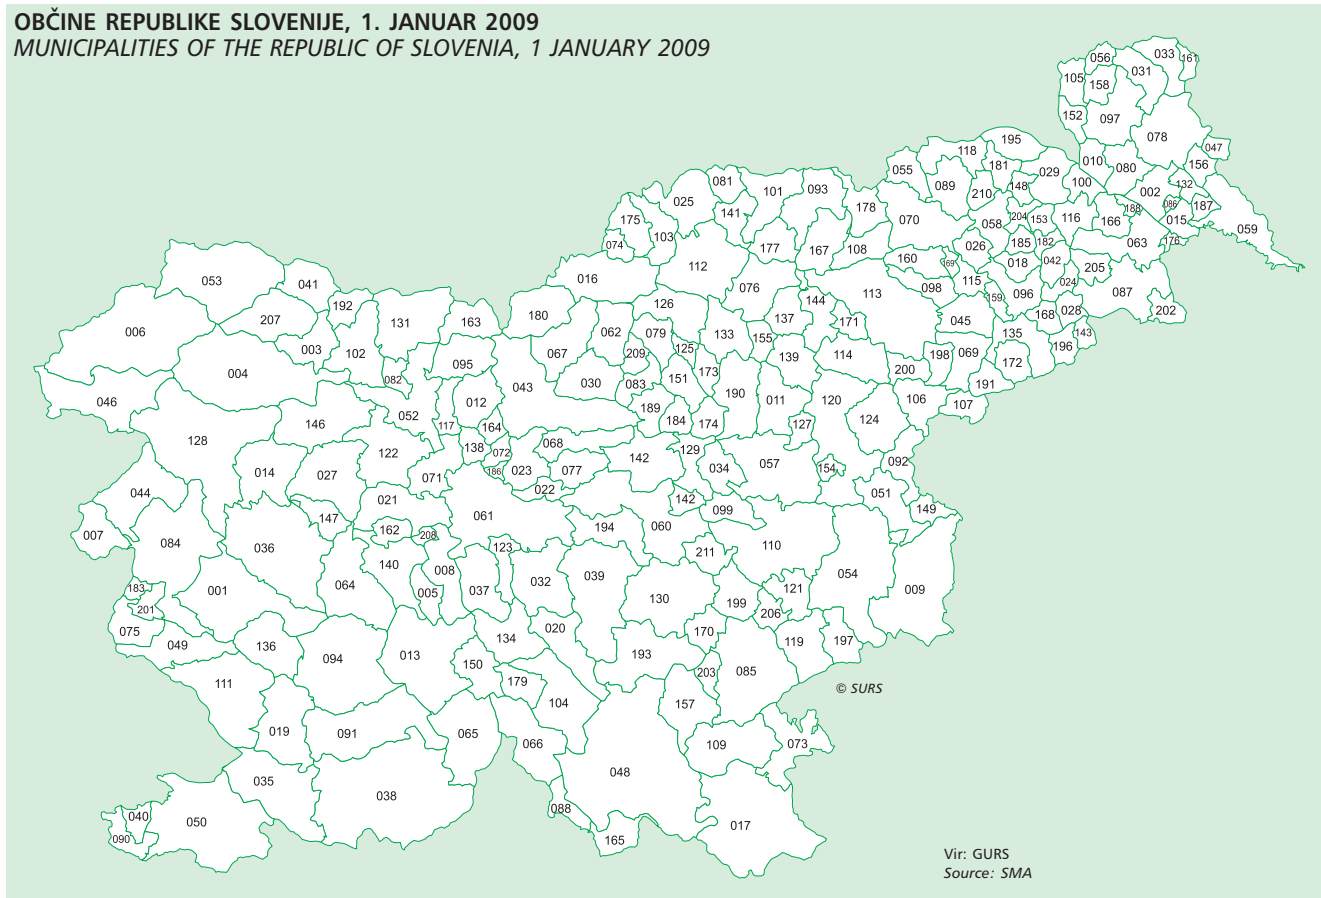 OBČINE REPUBLIKE SLOVENIJE, 1. JANUAR 2009
MUNICIPALITIES OF THE REPUBLIC OF SLOVENIA, 1 JANUARY 2009
056 033 161
105 158 031
152 097 078
047
195
118 181 029 010 080 156
055 089 210 148 100 002 132
081 101 093 025 141 178 070 058 204 153 116 166 188 086 015 187 059
175 103 074 177 167 108 026 185 182 063 176
016 112 160 69 018 042 205
053 041 076 113 098 115 159 096 024 087
192 126 144 045 168 028 202
207 131 163 180 062 079 133 137 171 135 143
006 003 102 067 209 125 155 139 114 198 069 172 196
004 082 095 043 030 083 151 173 200 191
046 052 012 189 190 011 120 106 107
128 146 117 164 184 174 127 124
122 138 072 068 142 129 057 092
014 027 071 186 023 077 034 154
044 021 022 142 051
147 061 099 149
007 084 036 162 208 194 060 110
123 211
140 008 032 039 054
183 001 064 005 037 130 199 121 009
201 206
075 049 136 134 020 170 119 197
094 013 150 193 203 085
© SURS
111 179 104 157
019 091 065 066 109 073
035 048
038
040 050 088 017
090 165
Vir: GURS
Source: SMA